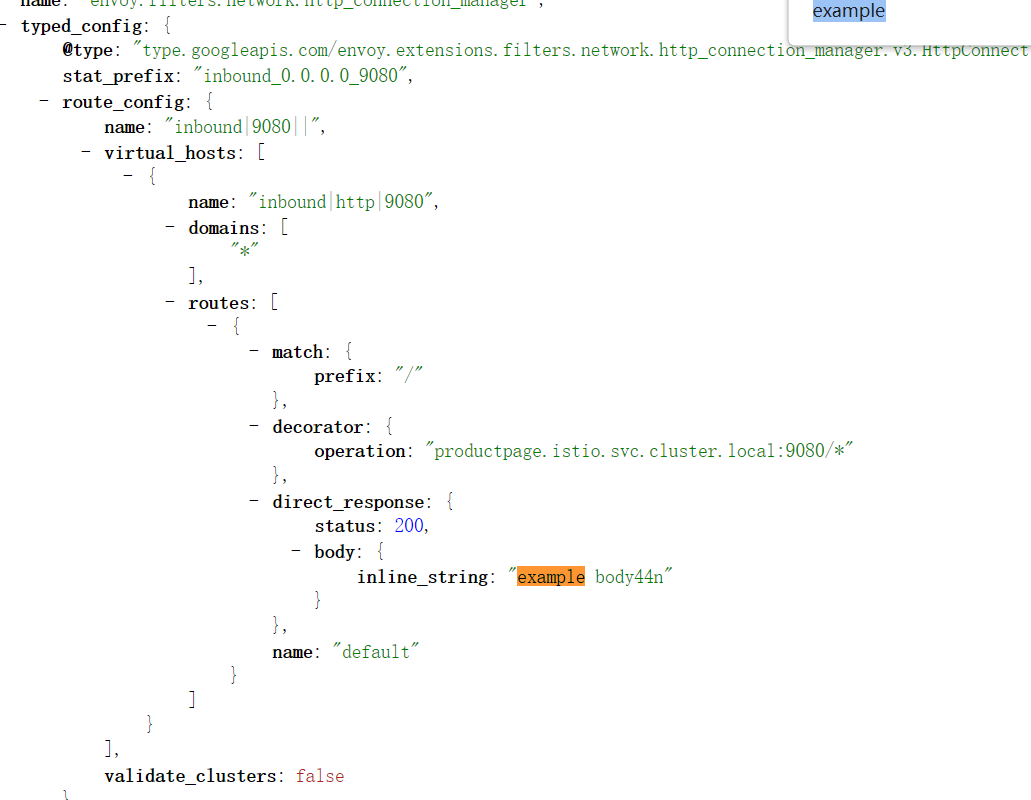 name: "envoy.filters.network.http_connection_manager",
example
- typed_config: {
@type: "type.googleapis.com/envoy.extensions.filters.network.http_connection_manager.v3.HttpConnect
stat_prefix: "inbound_0.0.0.0_9080",
- route_config: {
name: "inbound|9080||",
- virtual_hosts: [
- {
name: "inbound|http|9080",
- domains: [
"*"
],
- routes: [
- {
- match: {
prefix: "/"
},
- decorator: {
operation: "productpage.istio.svc.cluster.local:9080/*"
},
- direct_response: {
status: 200,
- body: {
inline_string: "example body44n"
}
},
name: "default"
}
]
}
],
validate_clusters: false
}